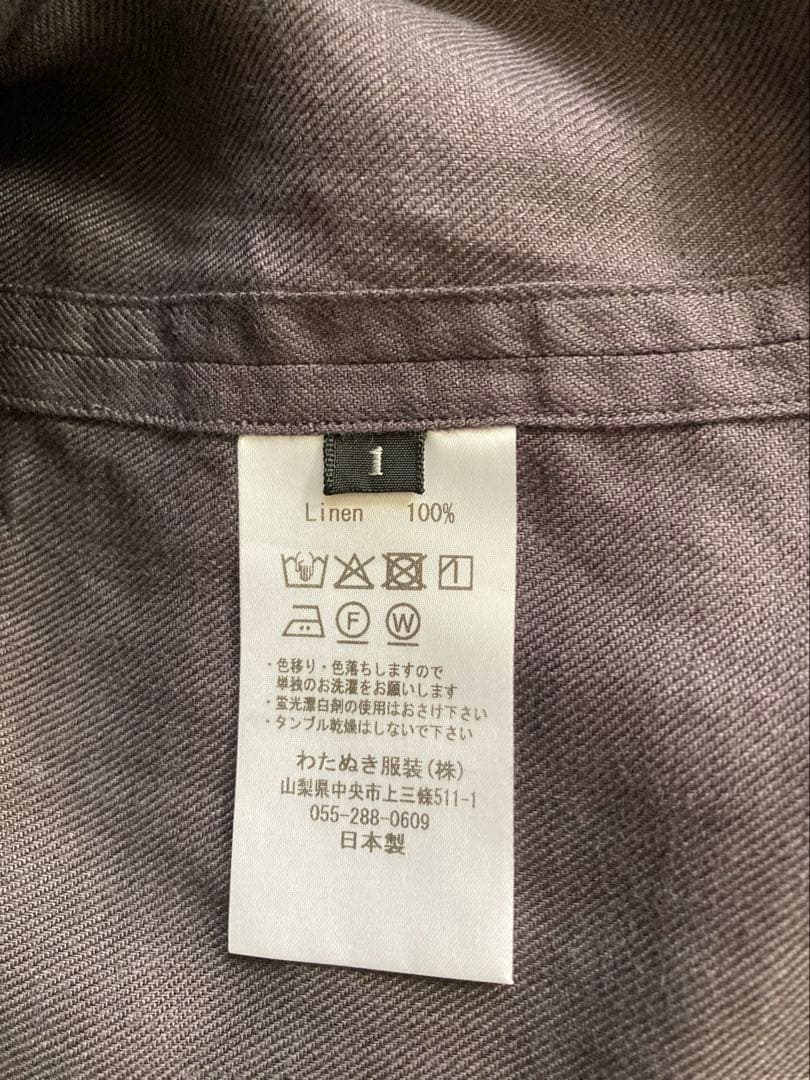 1
Linen 100%
F W
・色移り・色落ちしますので
単独のお洗濯をお願いします
・蛍光漂白剤の使用はおさけ下さい
・タンブル乾燥はしないで下さい
わたぬき服装(株)
山梨県中央市上三條511-1
055-288-0609
日本製